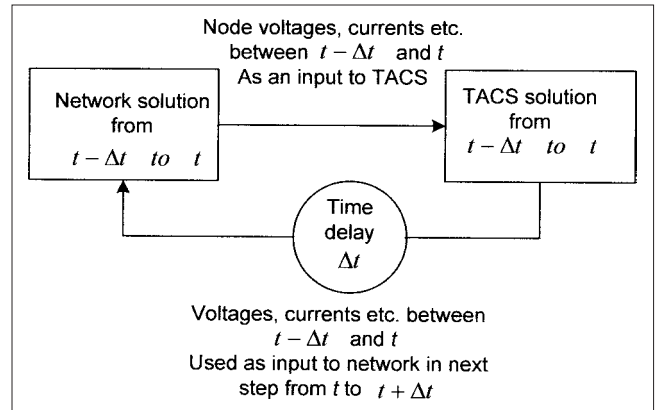 Node voltages, currents etc.
between t − Δt and t
As an input to TACS
Network solution
from
t − Δt to t
TACS solution
from
t − Δt to t
Time
delay
Δt
Voltages, currents etc. between
t − Δt and t
Used as input to network in next
step from t to t + Δt